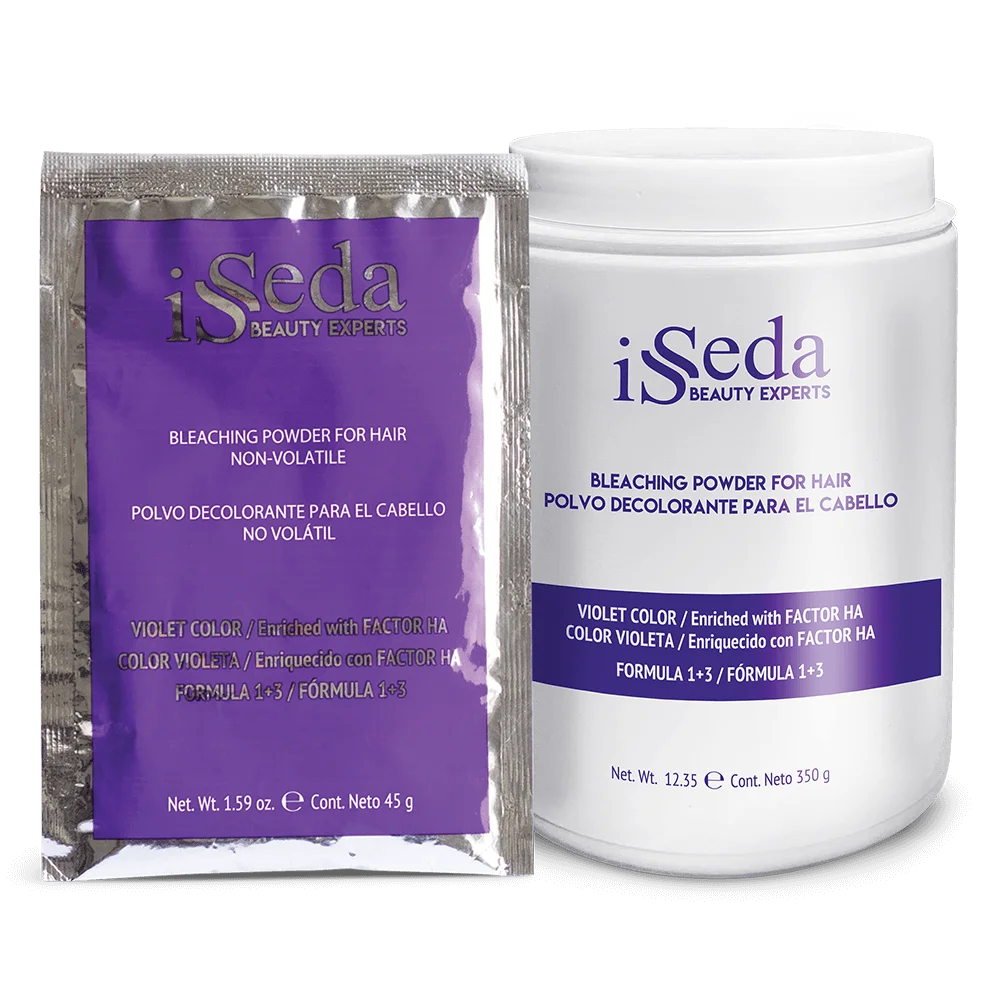 iSeda
BEAUTY EXPERTS
BLEACHING POWDER FOR HAIR
NON-VOLATILE
POLVO DECOLORANTE PARA EL CABELLO
NO VOLÁTIL
VIOLET COLOR / Enriched with FACTOR HA
COLOR VIOLETA / Enriquecido con FACTOR HA
FORMULA 1+3 / FÓRMULA 1+3
Net. Wt. 1.59 oz. ℮ Cont. Neto 45 g
iSeda
BEAUTY EXPERTS
BLEACHING POWDER FOR HAIR
POLVO DECOLORANTE PARA EL CABELLO
VIOLET COLOR / Enriched with FACTOR HA
COLOR VIOLETA / Enriquecido con FACTOR HA
FORMULA 1+3 / FÓRMULA 1+3
Net. Wt. 12.35 ℮ Cont. Neto 350 g